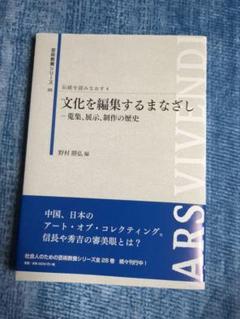 芸術教養シリーズ
伝統を読みなおす4
文化を編集するまなざし
―蒐集、展示、制作の歴史
野村朋弘 編
ARS VIVENDI
中国、日本の
アート・オブ・コレクティング。
信長や秀吉の審美眼とは?
社会人のための芸術教養シリーズ全28巻 続々刊行中!